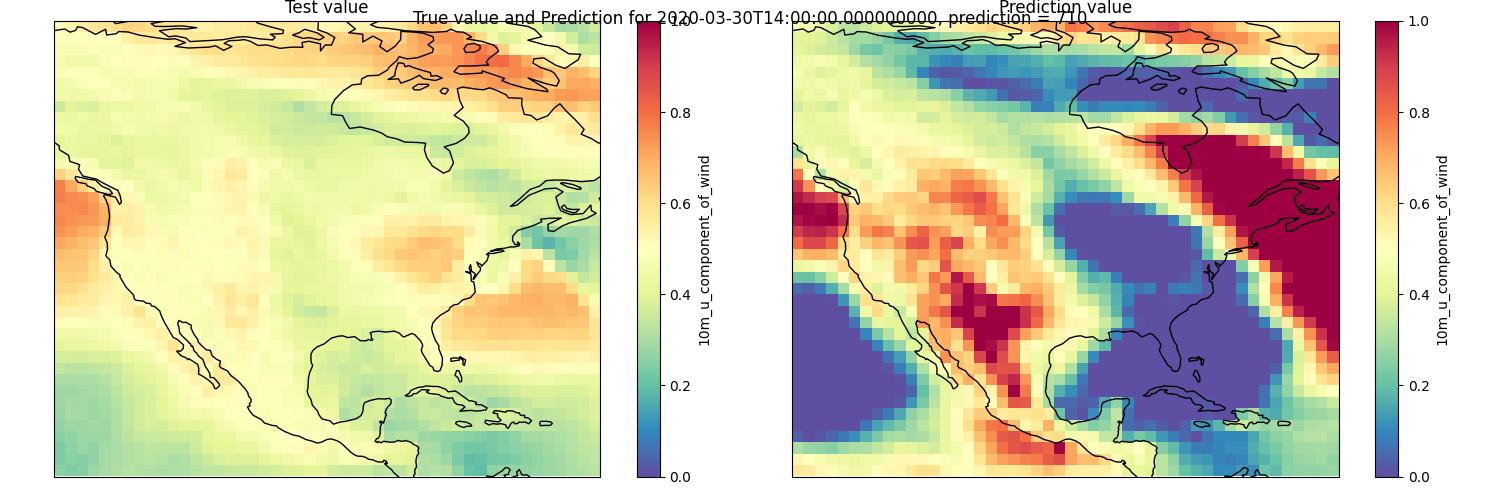 True value and Prediction for 2020-03-30T14:00:00.000000000, prediction = 710
Test value
Prediction value
1.0
0.8
0.6
0.4
0.2
0.0
10m_u_component_of_wind
1.0
0.8
0.6
0.4
0.2
0.0
10m_u_component_of_wind